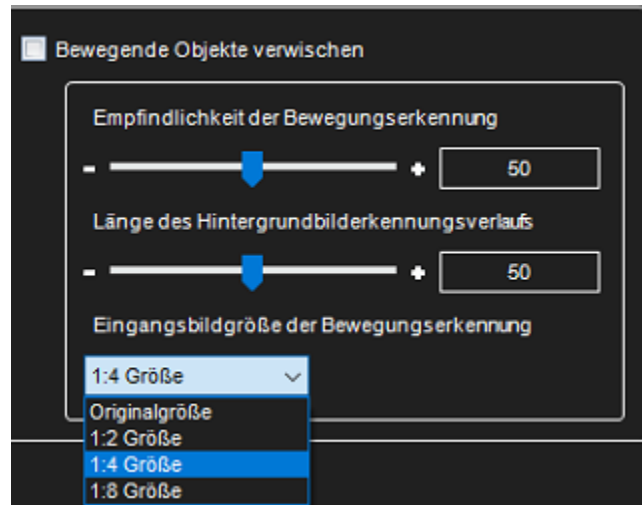 Bewegende Objekte verwischen
Empfindlichkeit der Bewegungserkennung
- + 50
Länge des Hintergrundbilderkennungsverlaufs
- + 50
Eingangsbildgröße der Bewegungserkennung
1:4 Größe
Originalgröße
1:2 Größe
1:4 Größe
1:8 Größe